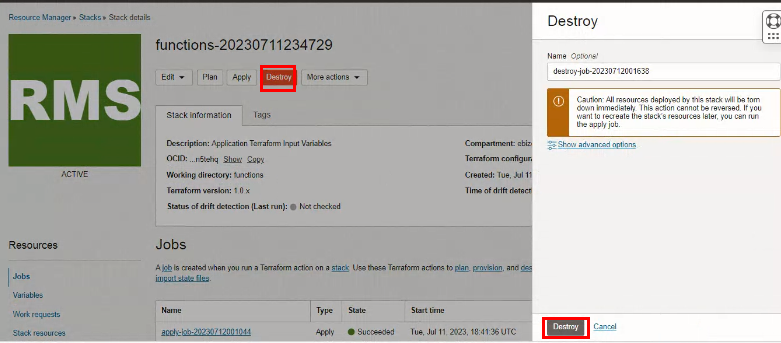 Resource Manager » Stacks » Stack details
RMS
ACTIVE
functions-20230711234729
Edit
Plan
Apply
Destroy
More actions
Stack Information
Tags
Description: Application Terraform Input Variables
OCID: ...n5tehq Show Copy
Working directory: functions
Terraform version: 1.0.x
Status of drift detection (Last run): Not checked
Compartment: ebiz
Terraform configur
Created: Tue, Jul 11
Time of drift detect
Resources
Jobs
Variables
Work requests
Stack resources
Jobs
A job is created when you run a Terraform action on a stack. Use these Terraform actions to plan, provision, and des
import state files.
Name
Type
State
Start time
apply-job-20230712001044
Apply
Succeeded
Tue, Jul 11, 2023, 18:41:36 UTC
Destroy
Name Optional
destroy-job-20230712001638
Caution: All resources deployed by this stack will be torn
down immediately. This action cannot be reversed. If you
want to recreate the stack's resources later, you can run
the apply job.
Show advanced options
Destroy
Cancel